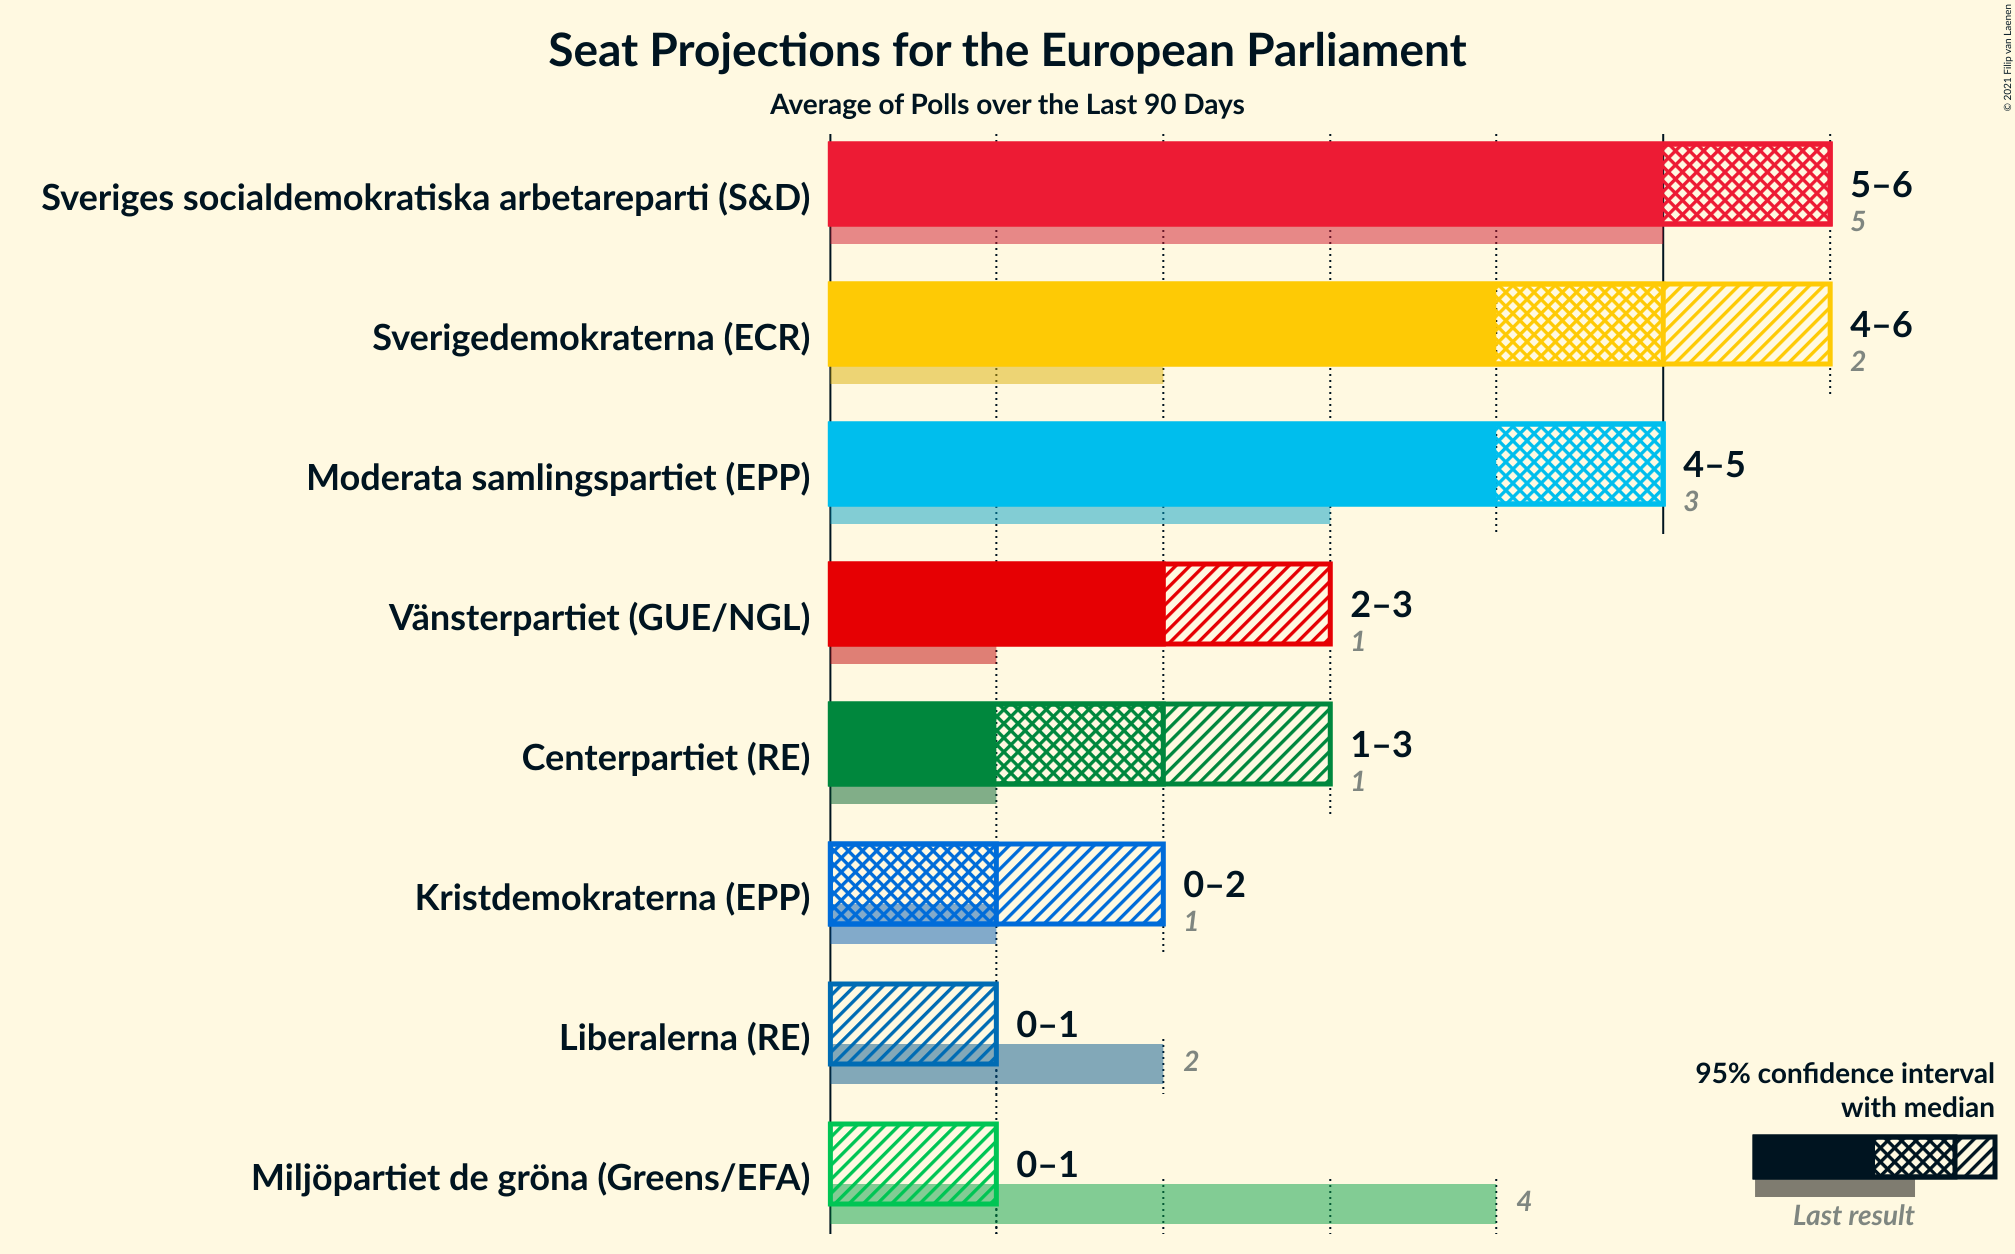 Seat Projections for the European Parliament
Average of Polls over the Last 90 Days
© 2021 Filip van Laenen
Sveriges socialdemokratiska arbetareparti (S&D)
5–6
5
Sverigedemokraterna (ECR)
4–6
2
Moderata samlingspartiet (EPP)
4–5
3
Vänsterpartiet (GUE/NGL)
2–3
1
Centerpartiet (RE)
1–3
1
Kristdemokraterna (EPP)
0–2
1
Liberalerna (RE)
0–1
2
Miljöpartiet de gröna (Greens/EFA)
0–1
4
95% confidence interval
with median
Last result